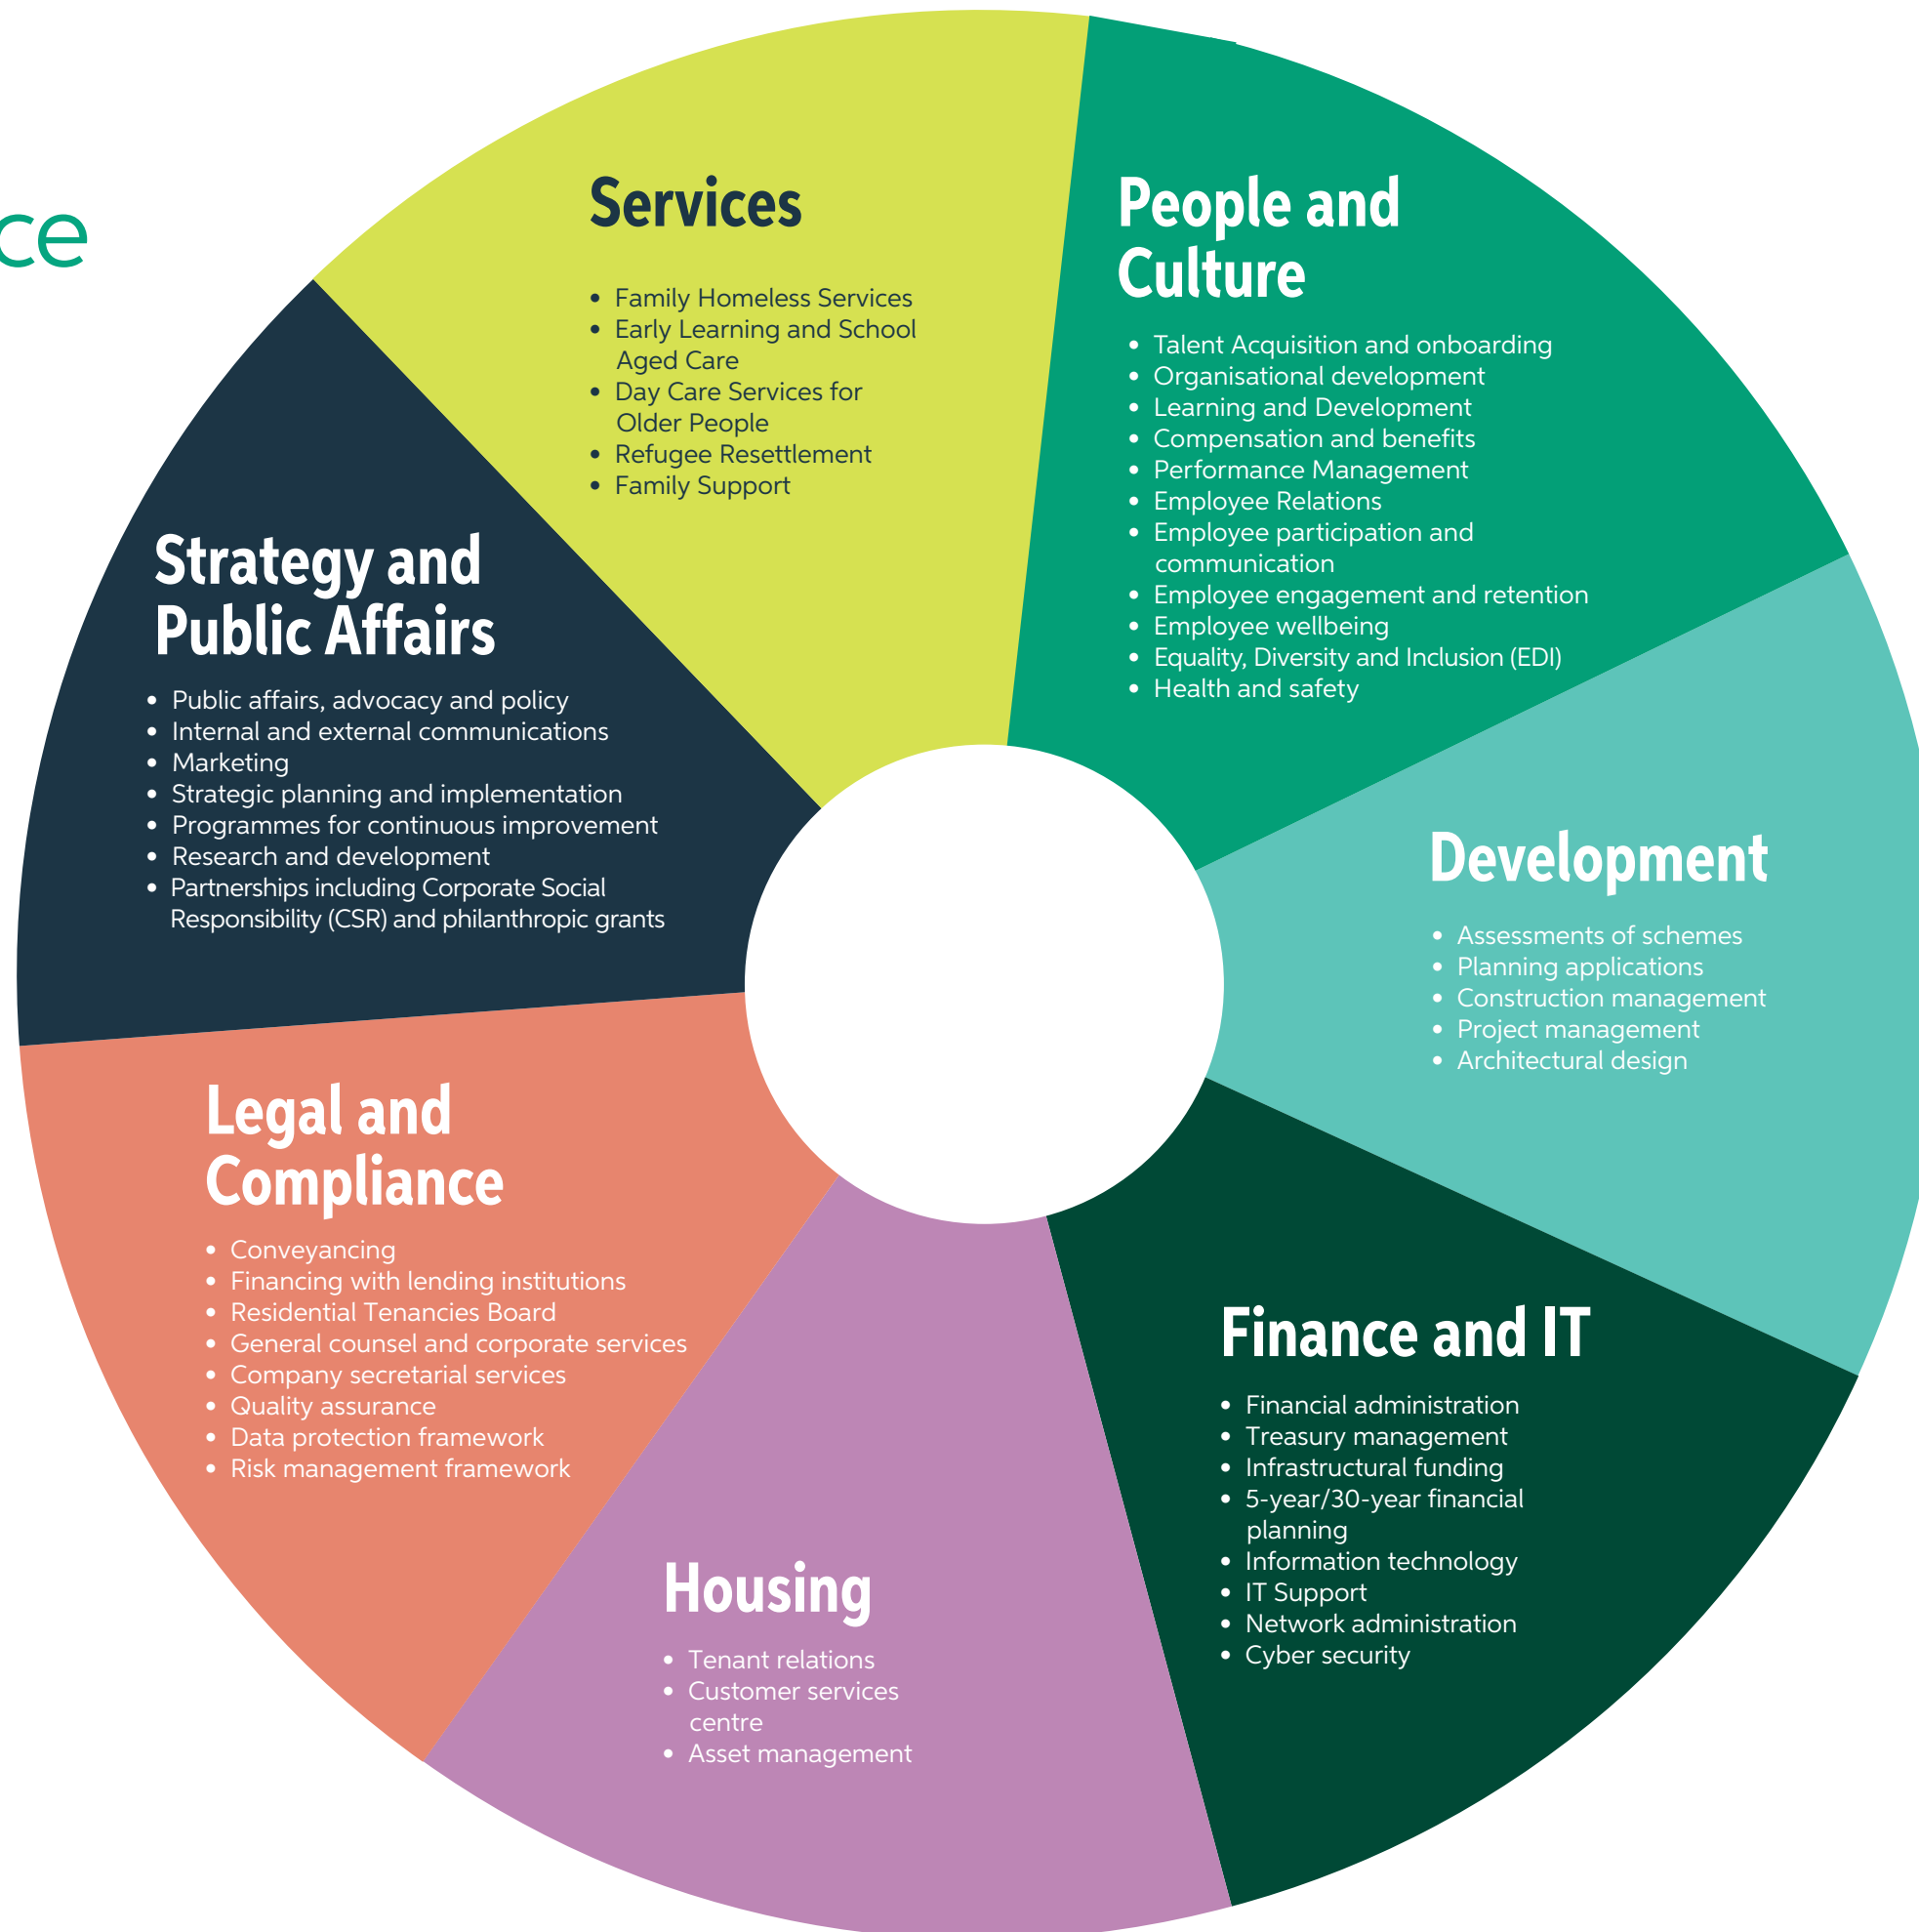 ce
Services
• Family Homeless Services
• Early Learning and School
Aged Care
• Day Care Services for
Older People
• Refugee Resettlement
• Family Support
People and
Culture
• Talent Acquisition and onboarding
• Organisational development
• Learning and Development
• Compensation and benefits
• Performance Management
• Employee Relations
• Employee participation and
communication
• Employee engagement and retention
• Employee wellbeing
• Equality, Diversity and Inclusion (EDI)
• Health and safety
Strategy and
Public Affairs
• Public affairs, advocacy and policy
• Internal and external communications
• Marketing
• Strategic planning and implementation
• Programmes for continuous improvement
• Research and development
• Partnerships including Corporate Social
Responsibility (CSR) and philanthropic grants
Development
• Assessments of schemes
• Planning applications
• Construction management
• Project management
• Architectural design
Legal and
Compliance
• Conveyancing
• Financing with lending institutions
• Residential Tenancies Board
• General counsel and corporate services
• Company secretarial services
• Quality assurance
• Data protection framework
• Risk management framework
Finance and IT
• Financial administration
• Treasury management
• Infrastructural funding
• 5-year/30-year financial
planning
• Information technology
• IT Support
• Network administration
• Cyber security
Housing
• Tenant relations
• Customer services
centre
• Asset management